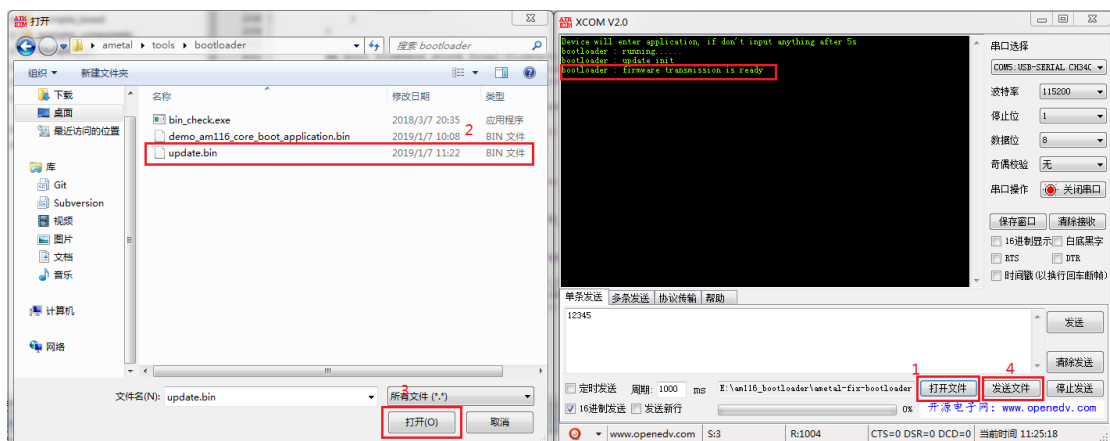 打开
ametal ▸ tools ▸ bootloader
搜索 bootloader
组织 新建文件夹
下载
桌面
最近访问的位置
库
Git
Subversion
视频
图片
文档
音乐
计算机
网络
名称 修改日期 类型
bin_check.exe 2018/3/7 20:35 应用程序
demo_am116_core_boot_application.bin 2019/1/7 10:08 BIN 文件
2
update.bin 2019/1/7 11:22 BIN 文件
文件名(N): update.bin 所有文件 (*.*)
3
打开(O) 取消
ATK XCOM V2.0
Device will enter application, if don't input anything after 5s
bootloader : running......
bootloader : update init
bootloader : firmware transmission is ready
串口选择
COM5:USB-SERIAL CH34C
波特率 115200
停止位 1
数据位 8
奇偶校验 无
串口操作 关闭串口
保存窗口 清除接收
16进制显示 白底黑字
RTS DTR
时间戳(以换行回车断帧)
单条发送 多条发送 协议传输 帮助
12345
发送
清除发送
1 4
定时发送 周期: 1000 ms E:\am116_bootloader\ametal-fix-bootloader 打开文件 发送文件 停止发送
16进制发送 发送新行 0% 开源电子网: www.openedv.com
www.openedv.com S:3 R:1004 CTS=0 DSR=0 DCD=0 当前时间 11:25:18